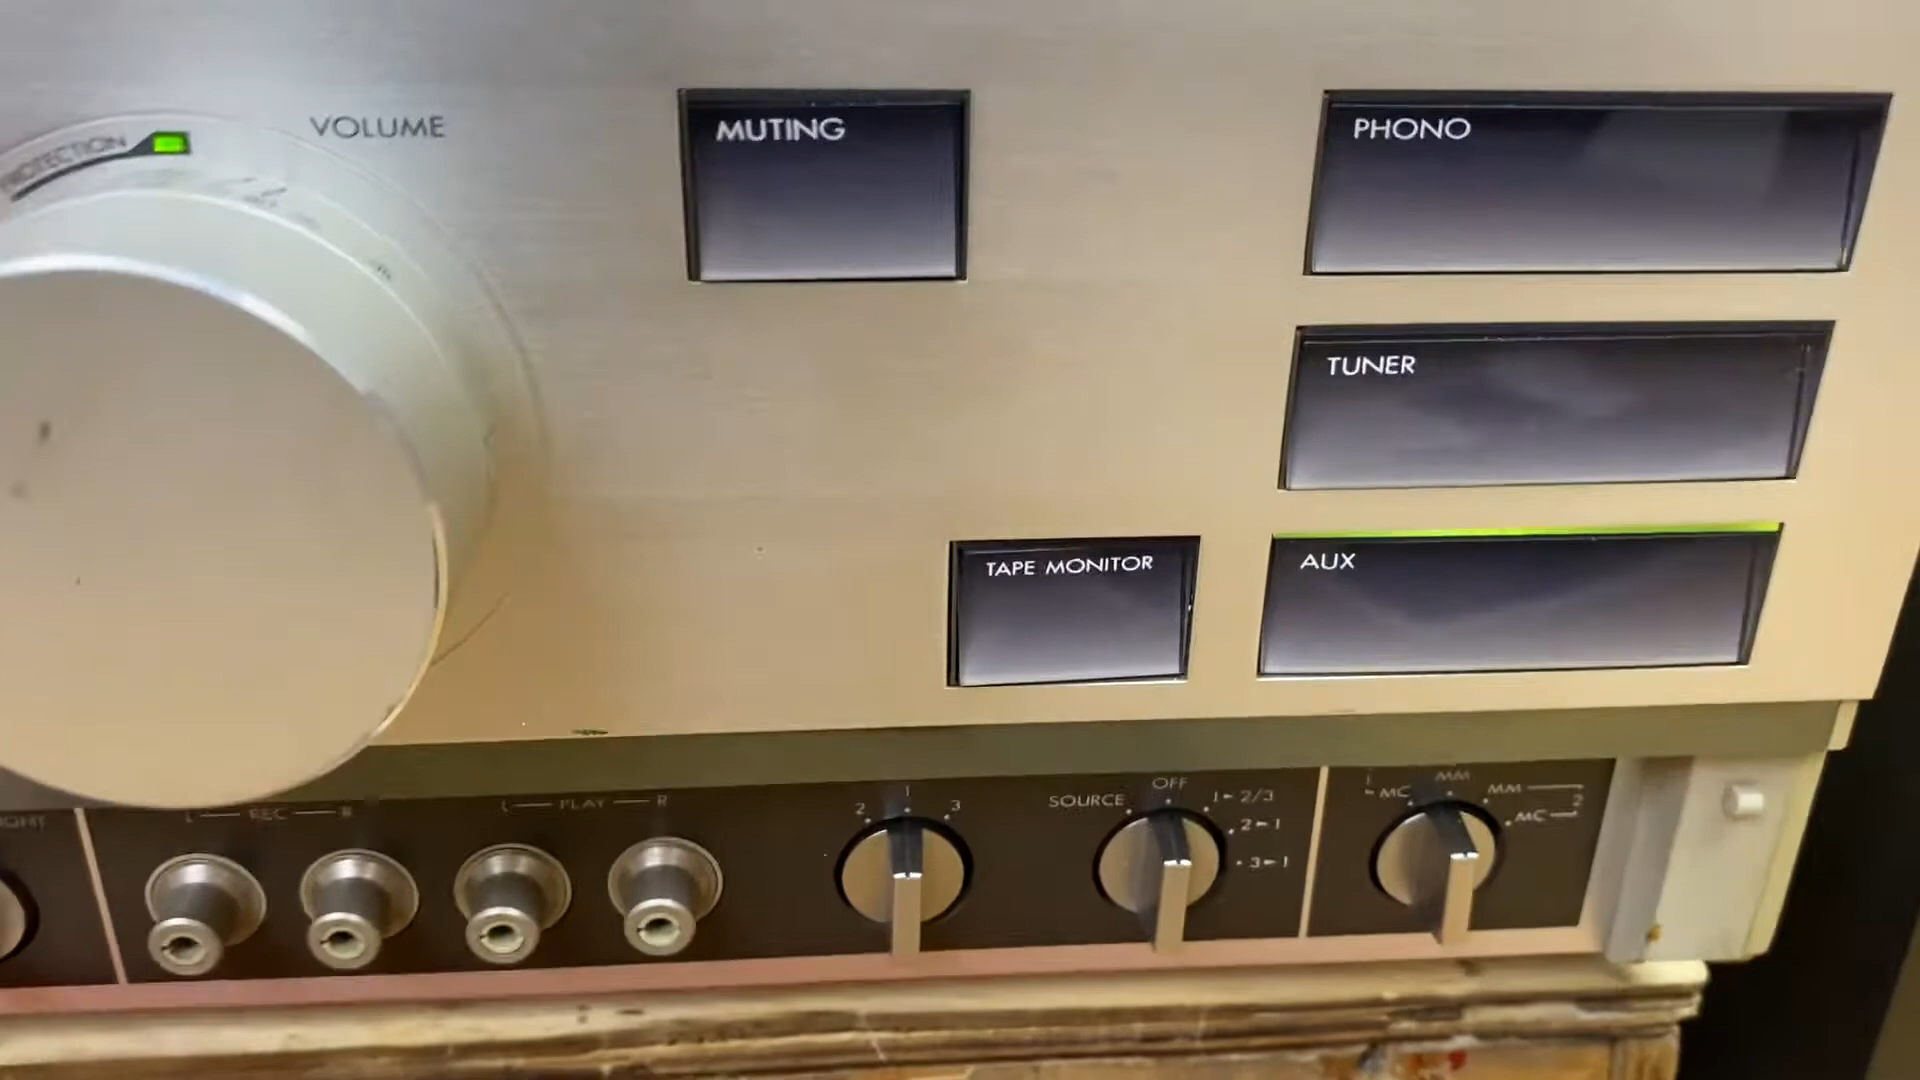 PROTECTION
VOLUME
MUTING
PHONO
TUNER
TAPE MONITOR
AUX
L REC R
L PLAY R
2 1 3
SOURCE OFF 1-2/3
2-1
3-1
1 MC MM MM 2
MC